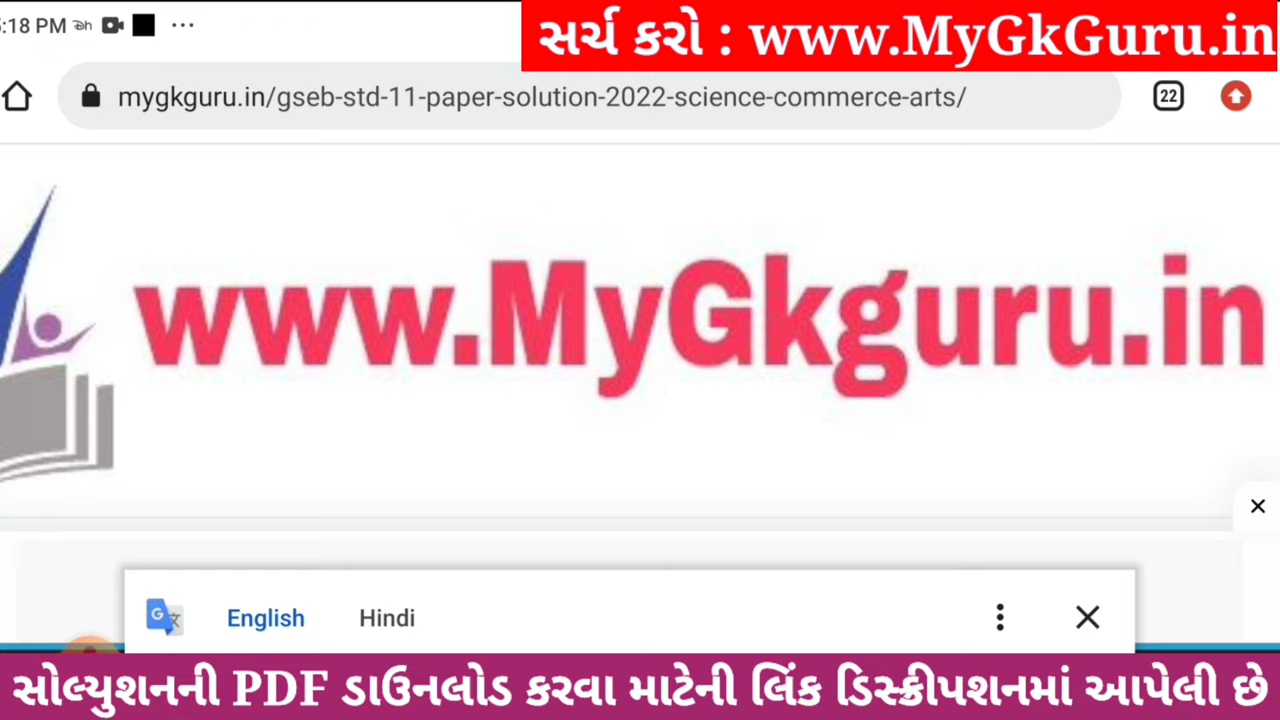 :18 PM
સર્ચ કરો : www.MyGkGuru.in
mygkguru.in/gseb-std-11-paper-solution-2022-science-commerce-arts/
22
www.MyGkguru.in
English Hindi
સોલ્યુશનની PDF ડાઉનલોડ કરવા માટેની લિંક ડિસ્ક્રીપશનમાં આપેલી છે